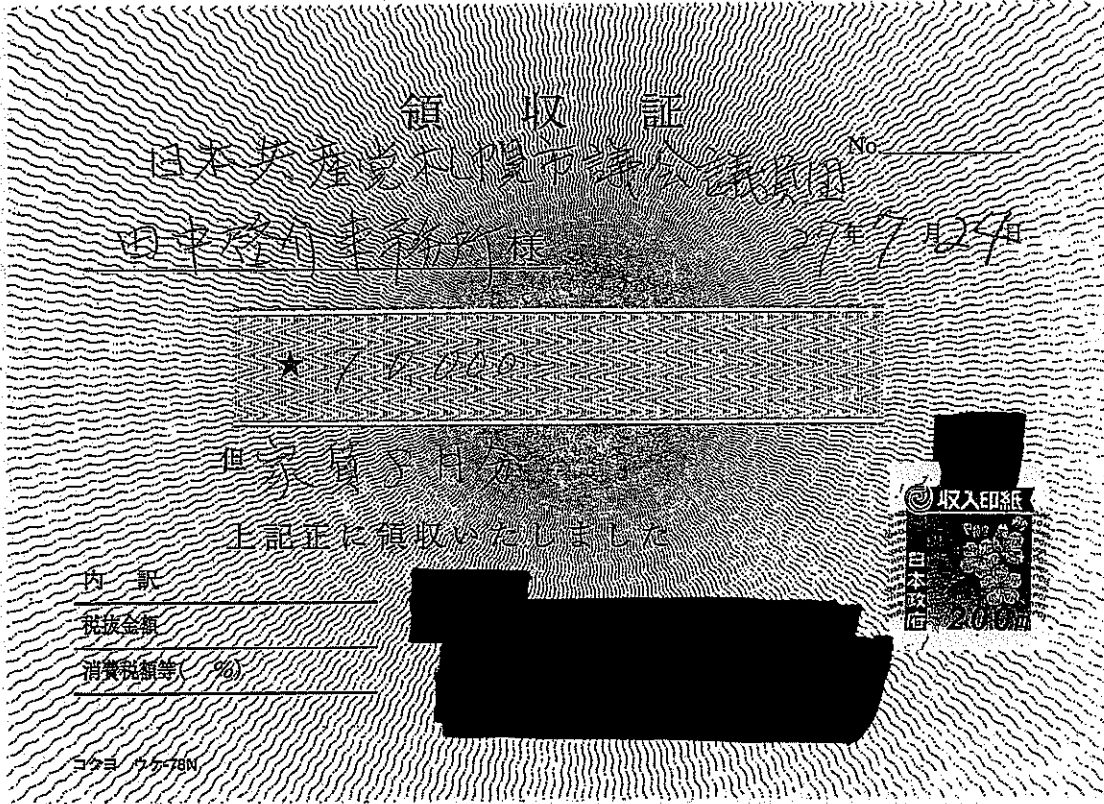 領収証
No.
日本共産党札幌市議会議員団
田中啓介事務所様
29年7月24日
★ 70,000
但 家賃 8月分
上記正に領収いたしました
収入印紙
日本政府
200円
内訳
税抜金額
消費税額等( %)
コクヨ ウケ-78N